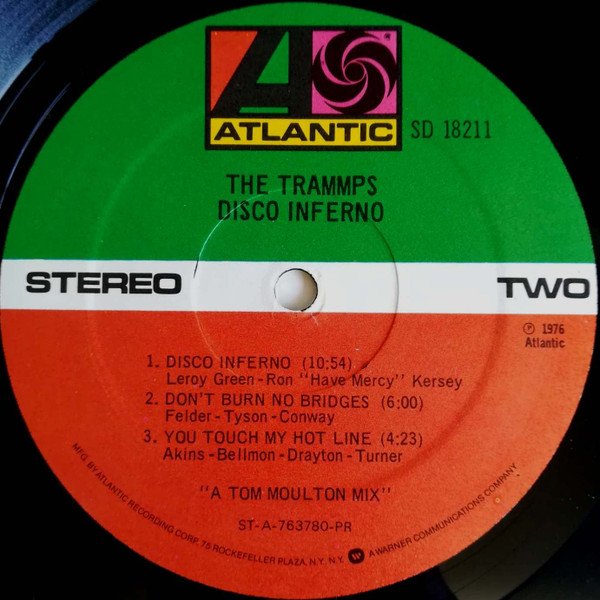 ATLANTIC
SD 18211
THE TRAMMPS
DISCO INFERNO
STEREO
TWO
Ⓟ 1976
Atlantic
1. DISCO INFERNO (10:54)
Leroy Green - Ron "Have Mercy" Kersey
2. DON'T BURN NO BRIDGES (6:00)
Felder - Tyson - Conway
3. YOU TOUCH MY HOT LINE (4:23)
Akins - Bellmon - Drayton - Turner
"A TOM MOULTON MIX"
ST-A-763780-PR
MFG. BY ATLANTIC RECORDING CORP. 75 ROCKEFELLER PLAZA, N.Y. N.Y. A WARNER COMMUNICATIONS COMPANY